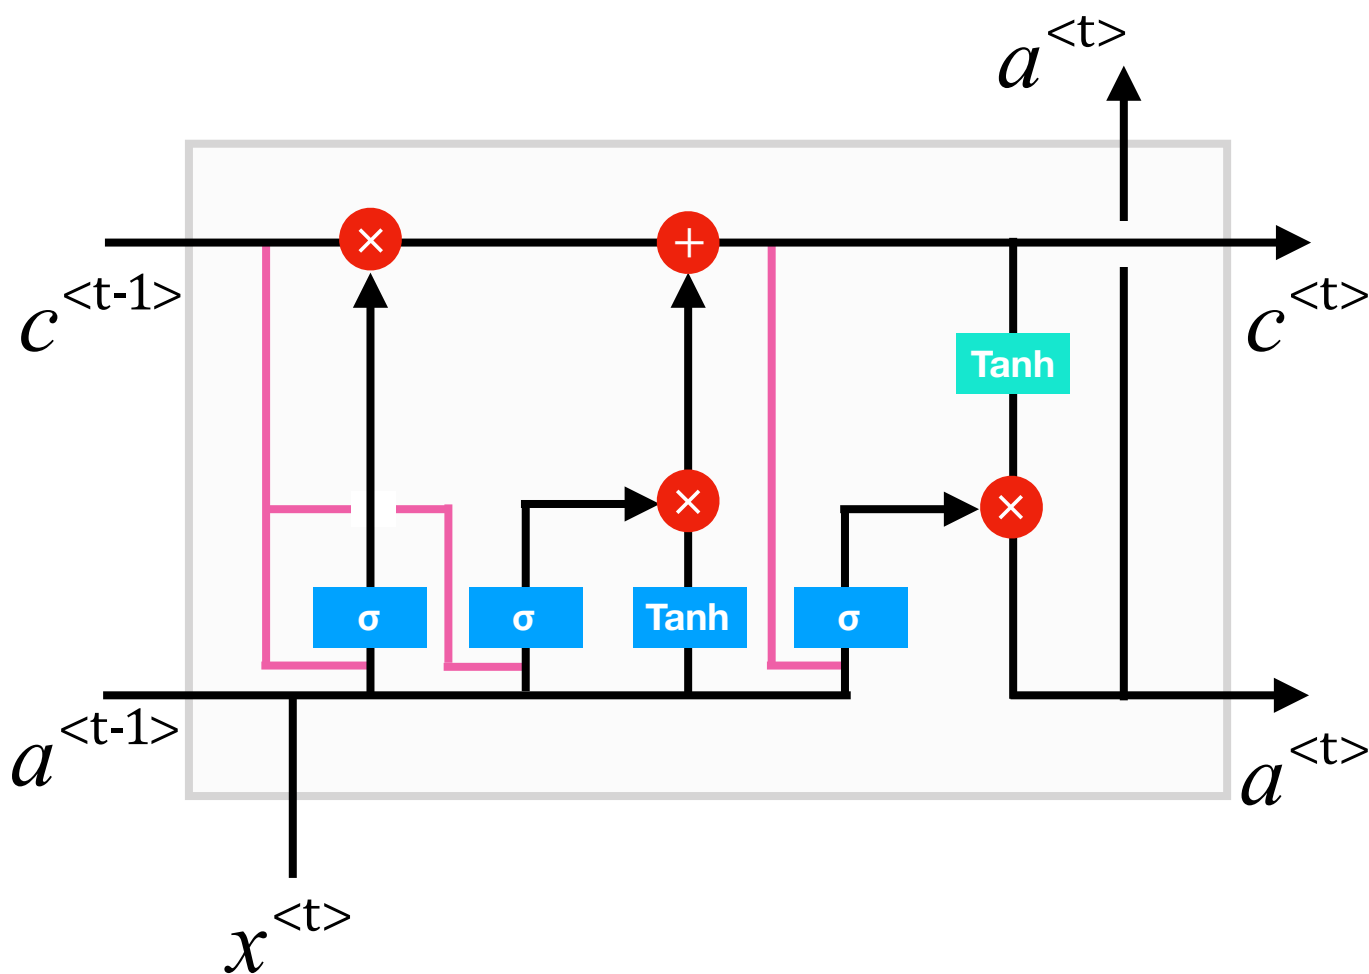 a<t>
×
+
c<t-1>
c<t>
Tanh
×
×
σ
σ
Tanh
σ
a<t-1>
a<t>
x<t>